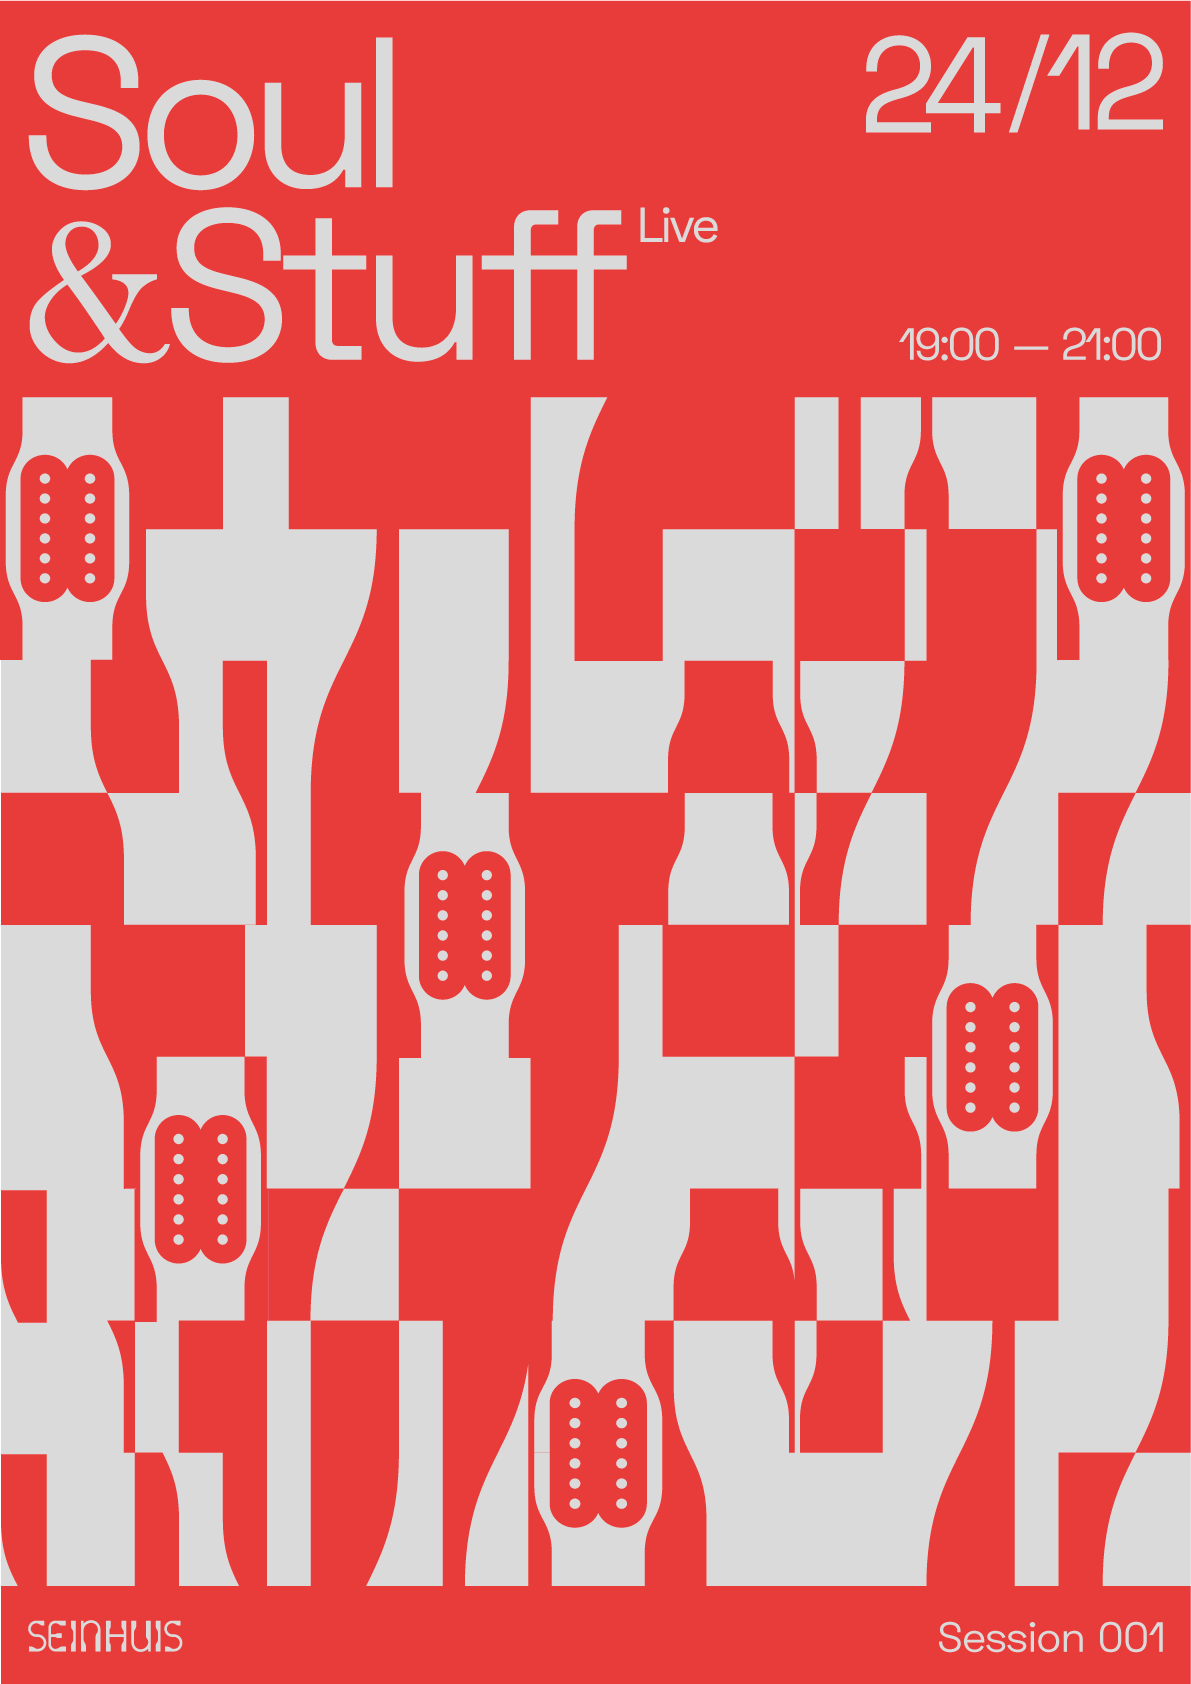 Soul
&Stuff Live
24/12
19:00 — 21:00
SEINHUIS
Session 001